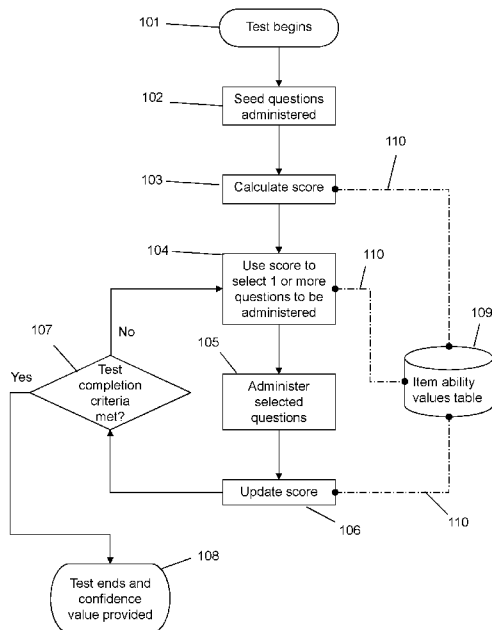 101
Test begins
102
Seed questions
administered
110
103
Calculate score
104
Use score to
select 1 or more
questions to be
administered
110
107
No
109
Yes
Test
completion
criteria
met?
105
Administer
selected
questions
Item ability
values table
Update score
106
110
108
Test ends and
confidence
value provided